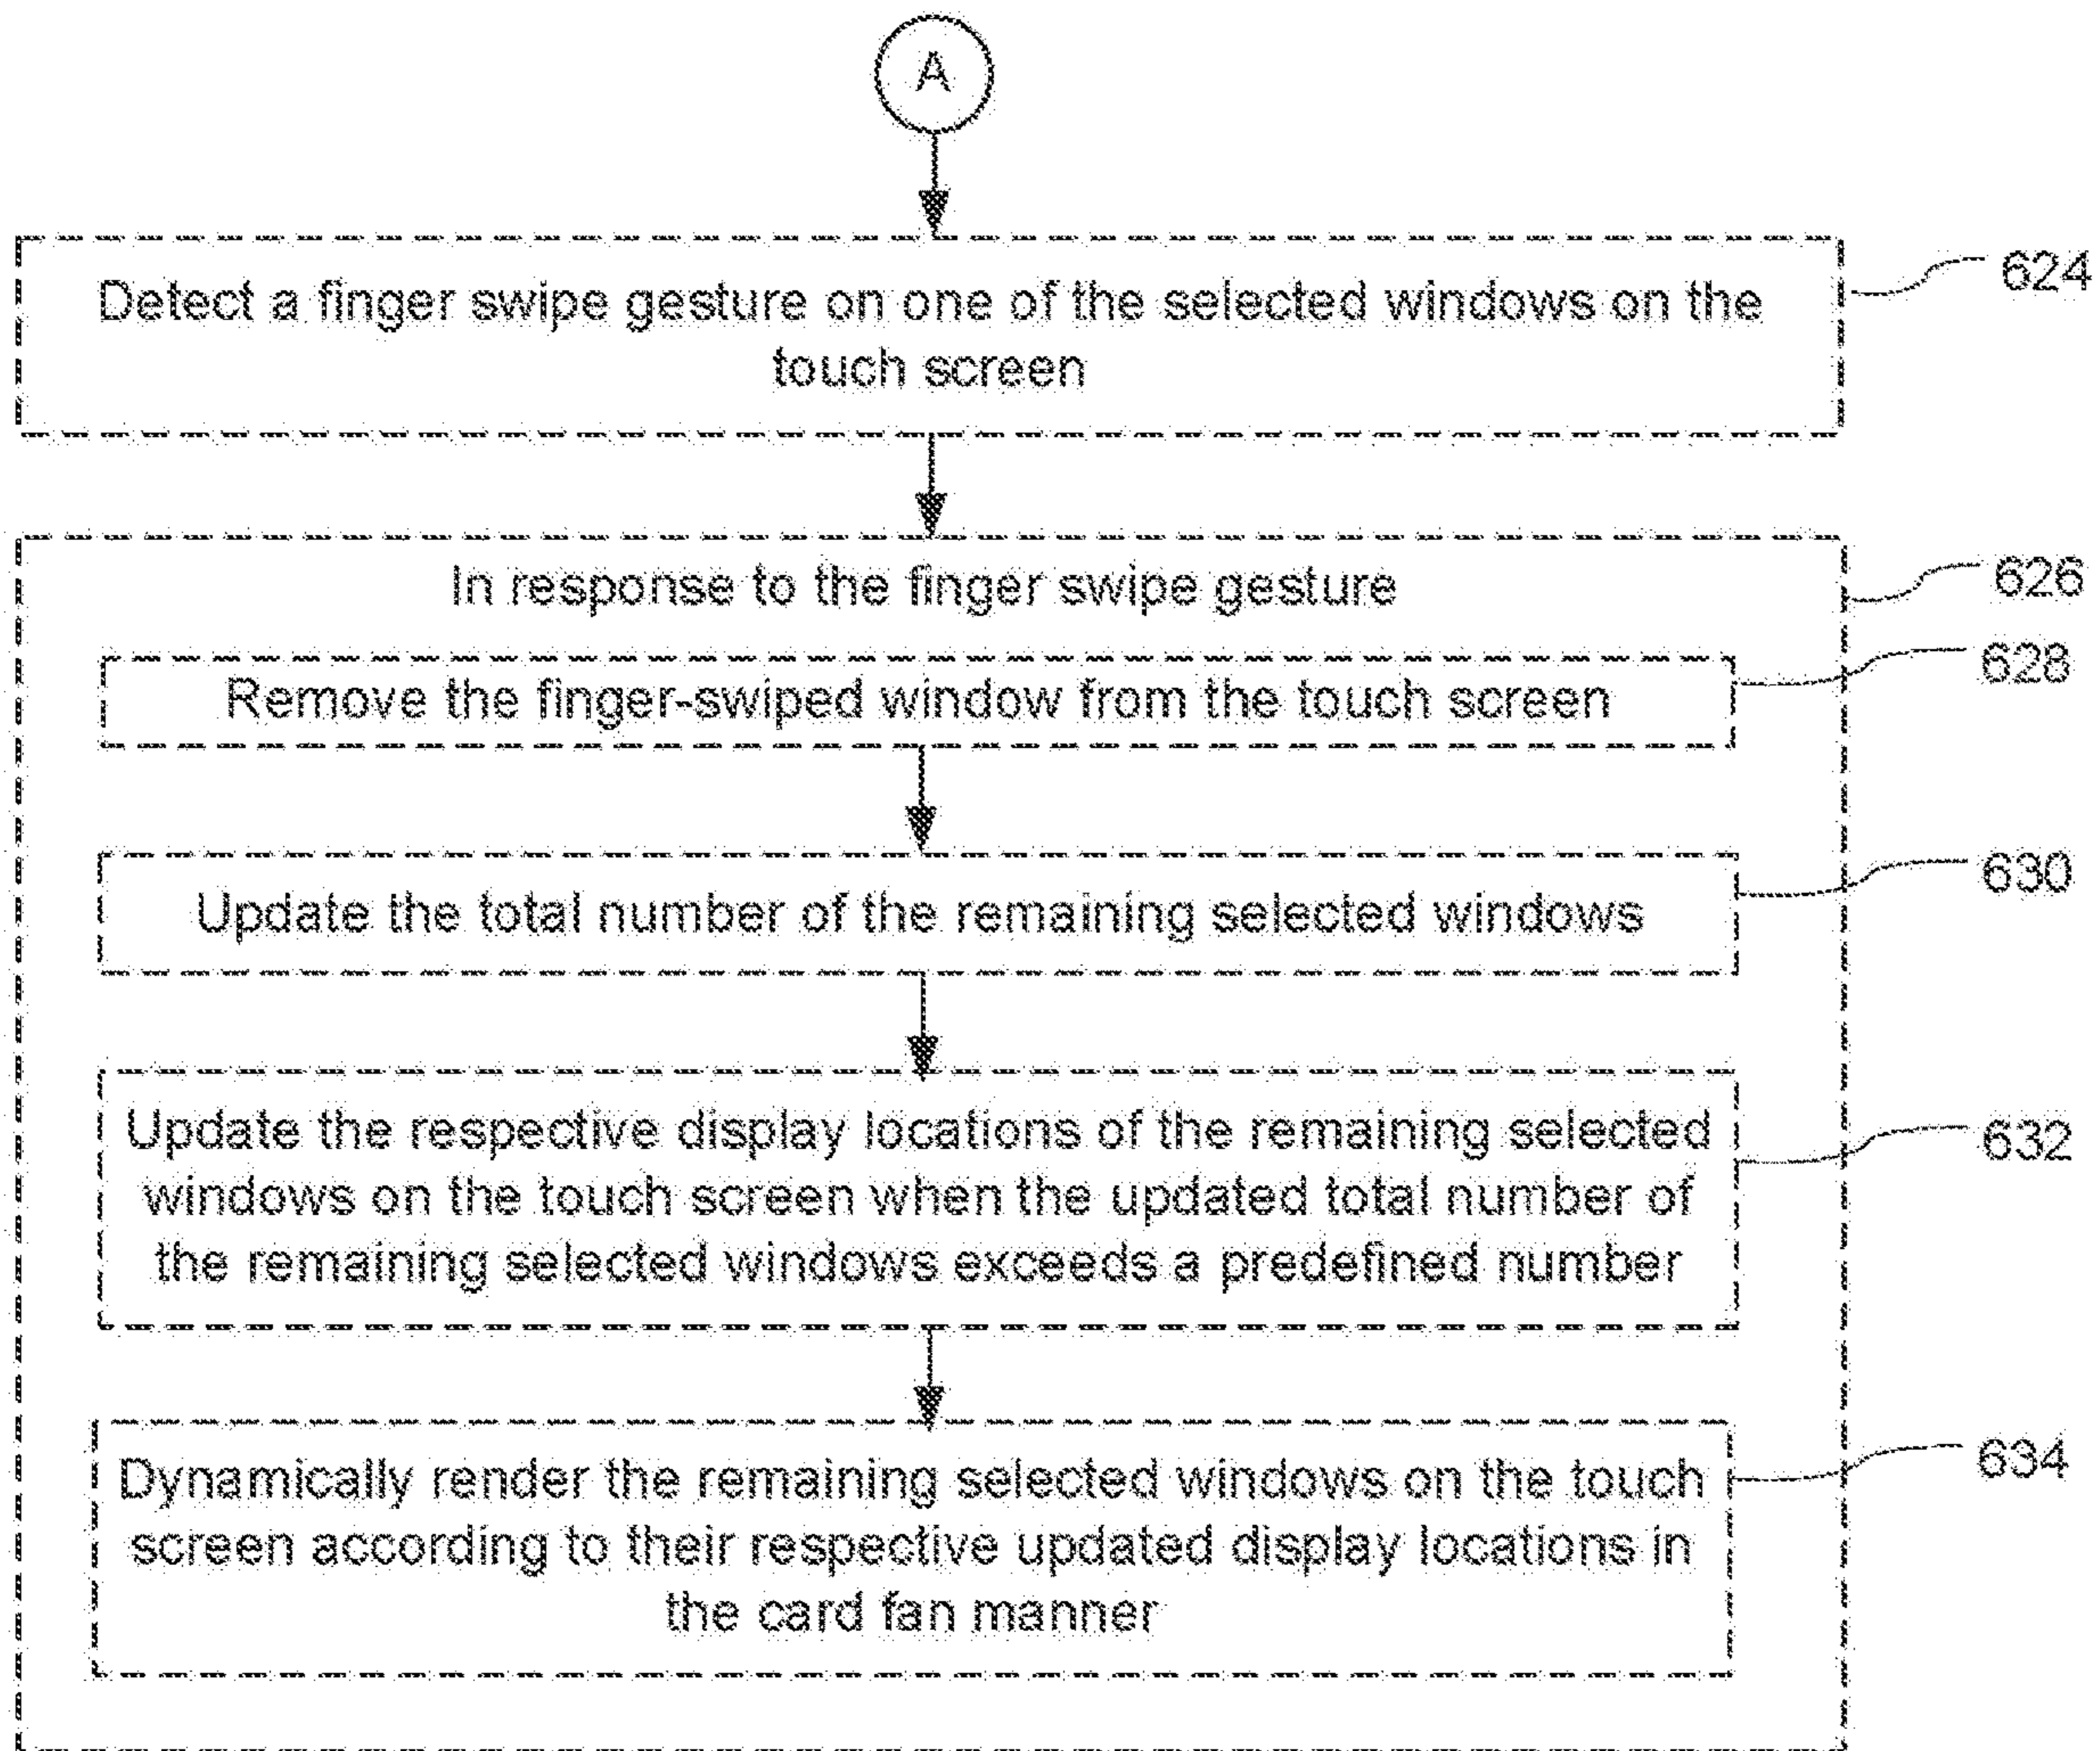 A
Detect a finger swipe gesture on one of the selected windows on the
touch screen
624
In response to the finger swipe gesture
626
Remove the finger-swiped window from the touch screen
628
Update the total number of the remaining selected windows
630
Update the respective display locations of the remaining selected
windows on the touch screen when the updated total number of
the remaining selected windows exceeds a predefined number
632
Dynamically render the remaining selected windows on the touch
screen according to their respective updated display locations in
the card fan manner
634